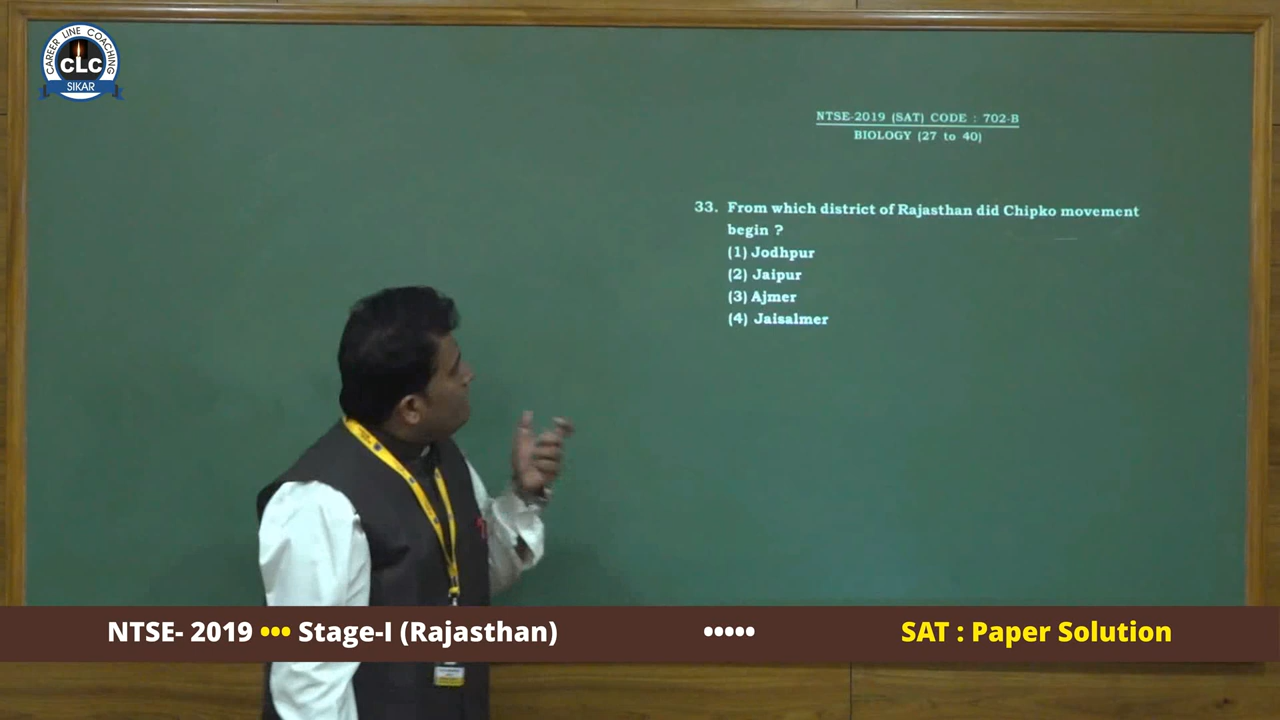 CAREER LINE COACHING
CLC
SIKAR
NTSE-2019 (SAT) CODE : 702-B
BIOLOGY (27 to 40)
33. From which district of Rajasthan did Chipko movement
begin ?
(1) Jodhpur
(2) Jaipur
(3) Ajmer
(4) Jaisalmer
NTSE- 2019 ••• Stage-I (Rajasthan) ••••• SAT : Paper Solution